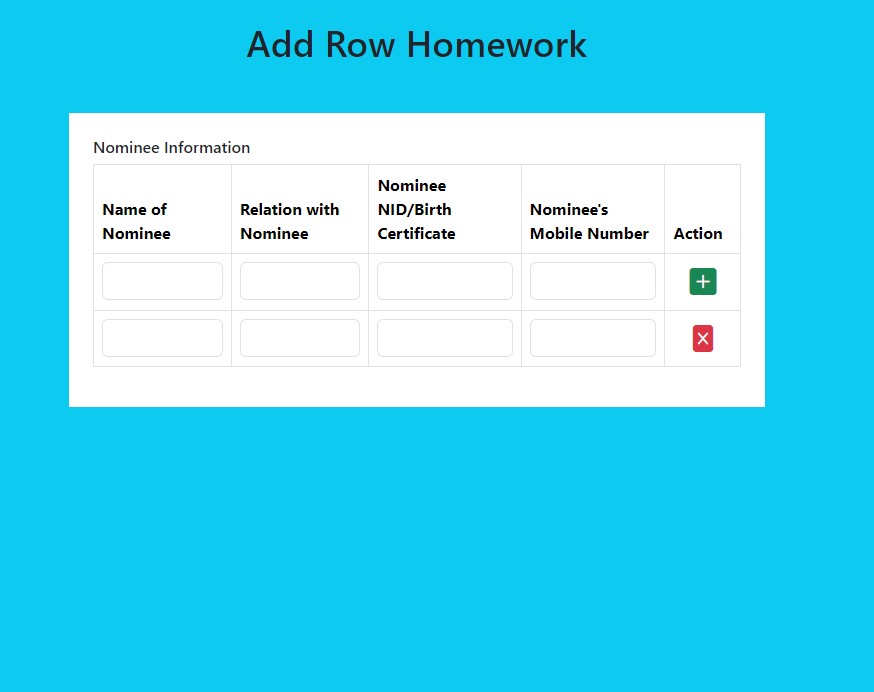 Add Row Homework
Nominee Information
Name of
Nominee
Relation with
Nominee
Nominee
NID/Birth
Certificate
Nominee's
Mobile Number
Action